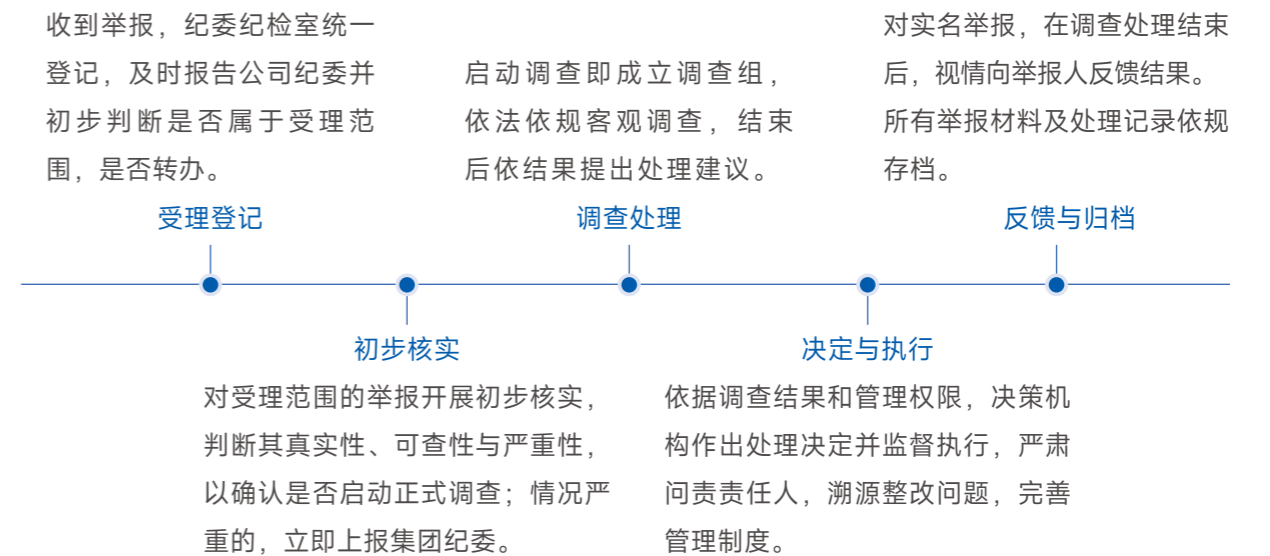 收到举报，纪委纪检室统一
登记，及时报告公司纪委并
初步判断是否属于受理范
围，是否转办。
受理登记
初步核实
对受理范围的举报开展初步核实，
判断其真实性、可查性与严重性，
以确认是否启动正式调查；情况严
重的，立即上报集团纪委。
启动调查即成立调查组，
依法依规客观调查，结束
后依结果提出处理建议。
调查处理
决定与执行
依据调查结果和管理权限，决策机
构作出处理决定并监督执行，严肃
问责责任人，溯源整改问题，完善
管理制度。
对实名举报，在调查处理结束
后，视情向举报人反馈结果。
所有举报材料及处理记录依规
存档。
反馈与归档